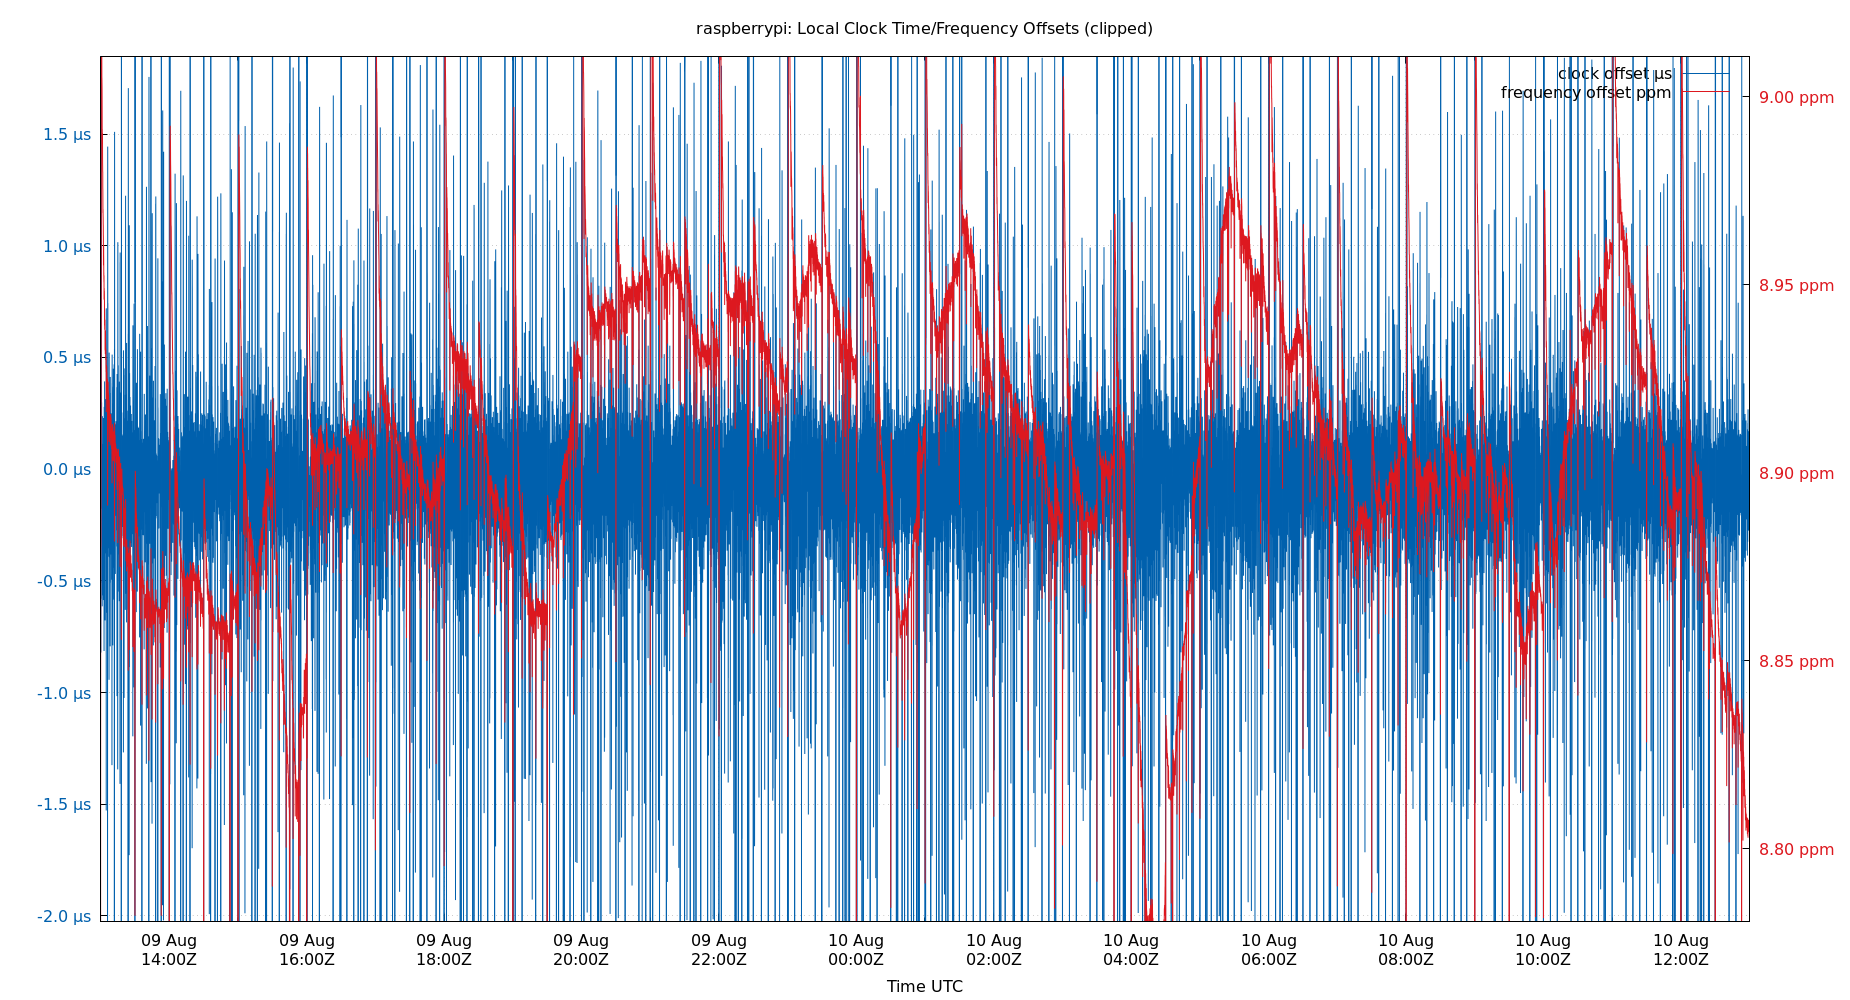 raspberrypi: Local Clock Time/Frequency Offsets (clipped)
clock offset µs
frequency offset ppm
1.5 µs
1.0 µs
0.5 µs
0.0 µs
-0.5 µs
-1.0 µs
-1.5 µs
-2.0 µs
9.00 ppm
8.95 ppm
8.90 ppm
8.85 ppm
8.80 ppm
09 Aug 09 Aug 09 Aug 09 Aug 09 Aug 10 Aug 10 Aug 10 Aug 10 Aug 10 Aug 10 Aug 10 Aug
14:00Z 16:00Z 18:00Z 20:00Z 22:00Z 00:00Z 02:00Z 04:00Z 06:00Z 08:00Z 10:00Z 12:00Z
Time UTC